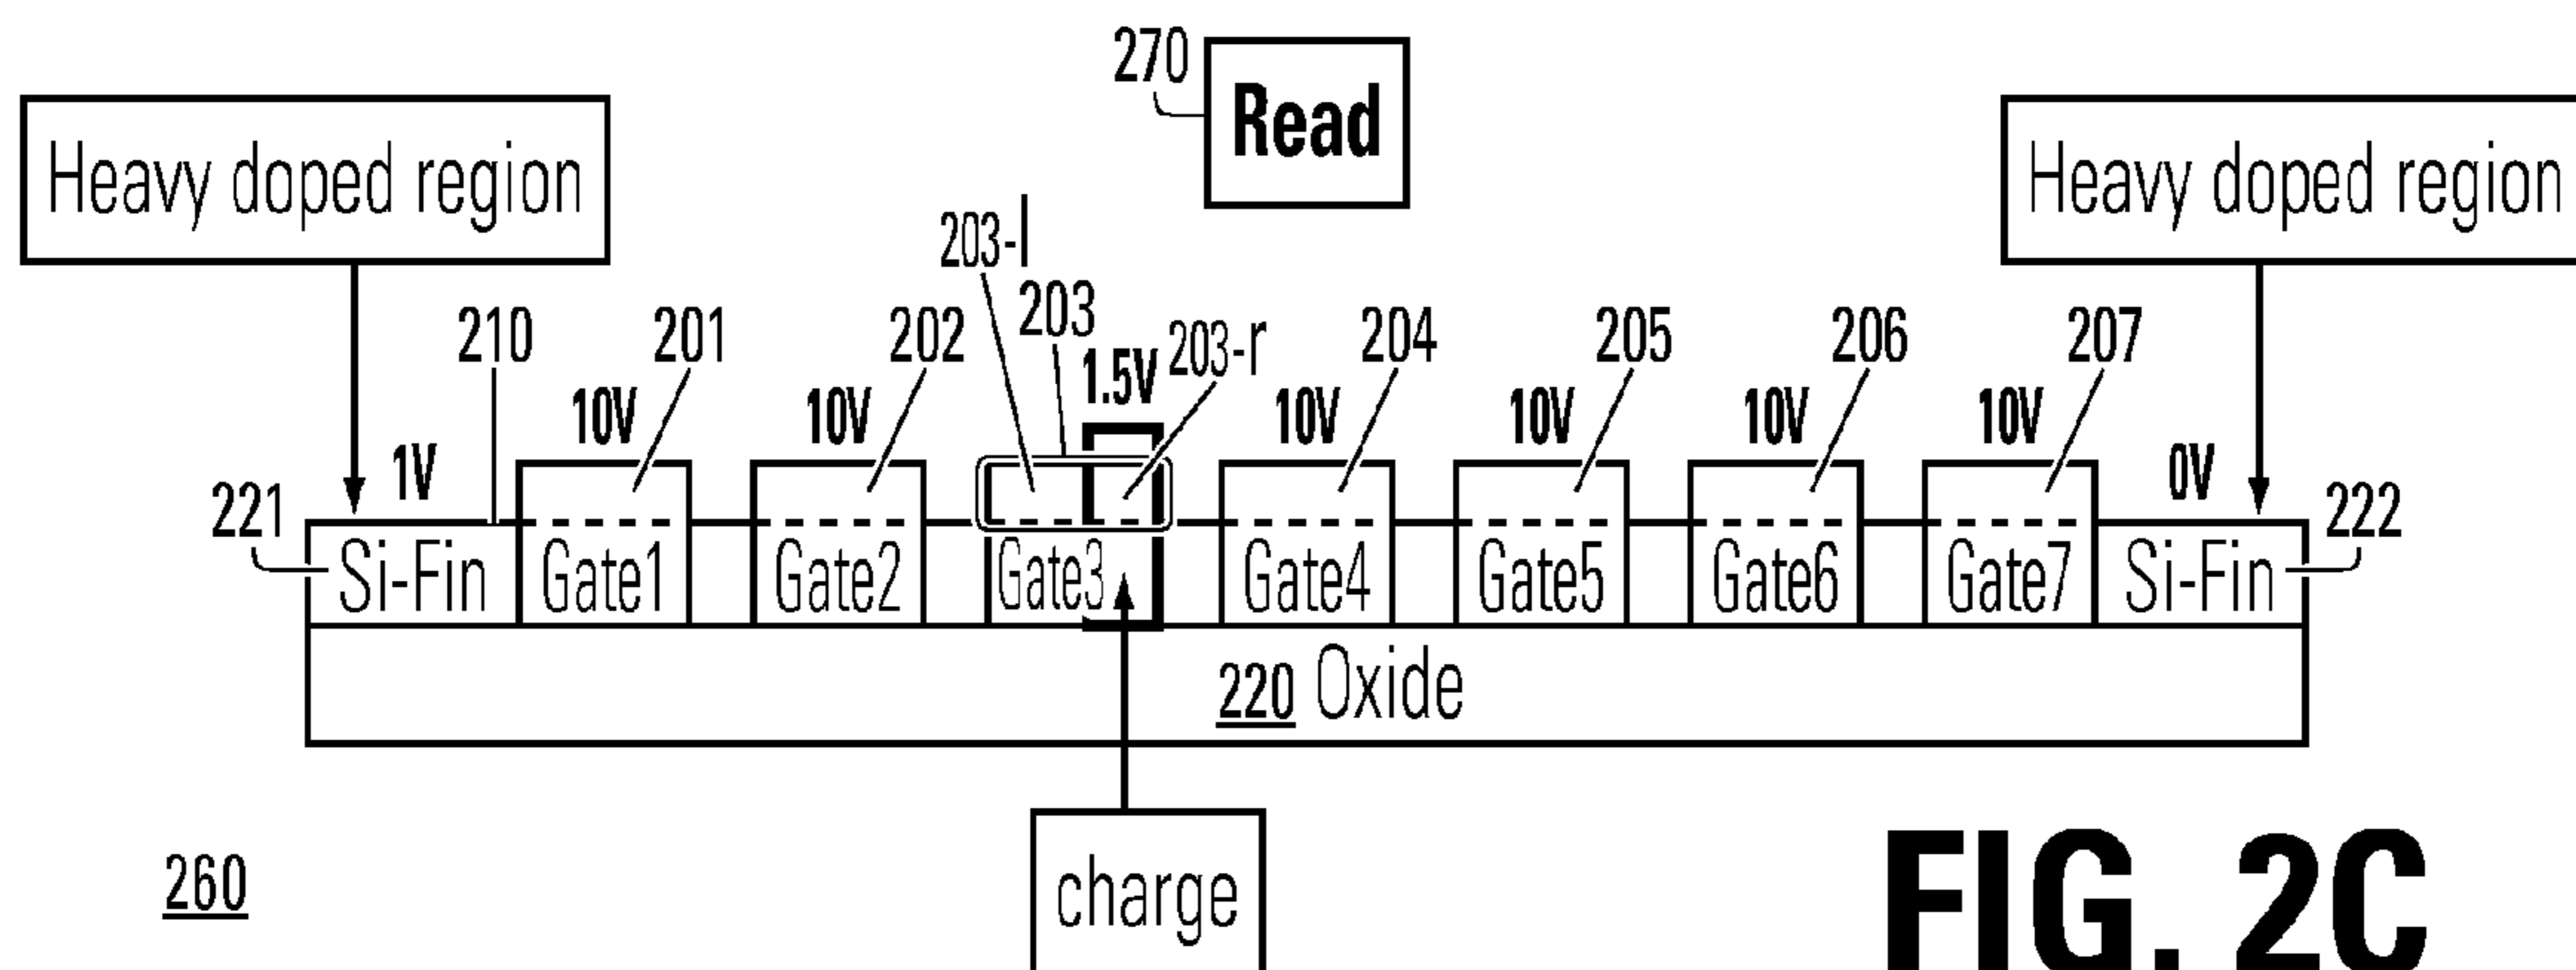 270
Read
Heavy doped region
Heavy doped region
203-l
203
210
201
202
1.5V
203-r
204
205
206
207
10V
10V
10V
10V
10V
10V
1V
0V
221
222
Si-Fin
Gate1
Gate2
Gate3
Gate4
Gate5
Gate6
Gate7
Si-Fin
220 Oxide
260
charge
FIG. 2C